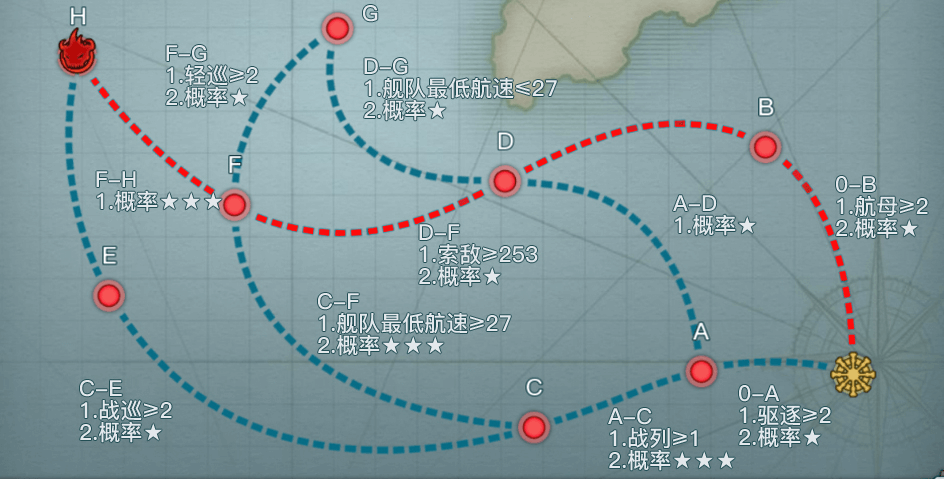 H
G
F-G
1.轻巡≥2
2.概率★
D-G
1.舰队最低航速≤27
2.概率★
B
D
F
F-H
1.概率★★★
0-B
1.航母≥2
2.概率★
A-D
1.概率★
D-F
1.索敌≥253
2.概率★
E
C-F
1.舰队最低航速≥27
2.概率★★★
A
C
C-E
1.战巡≥2
2.概率★
0-A
1.驱逐≥2
2.概率★
A-C
1.战列≥1
2.概率★★★